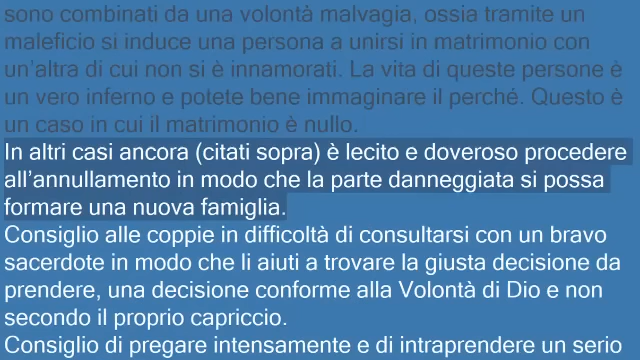 sono combinati da una volontá malvagia, ossia tramite un
maleficio si induce una persona a unirsi in matrimonio con
un’altra di cui non si è innamorati. La vita di queste persone è
un vero inferno e potete bene immaginare il perché. Questo è
un caso in cui il matrimonio è nullo.
In altri casi ancora (citati sopra) è lecito e doveroso procedere
all’annullamento in modo che la parte danneggiata si possa
formare una nuova famiglia.
Consiglio alle coppie in difficoltá di consultarsi con un bravo
sacerdote in modo che li aiuti a trovare la giusta decisione da
prendere, una decisione conforme alla Volontá di Dio e non
secondo il proprio capriccio.
Consiglio di pregare intensamente e di intraprendere un serio